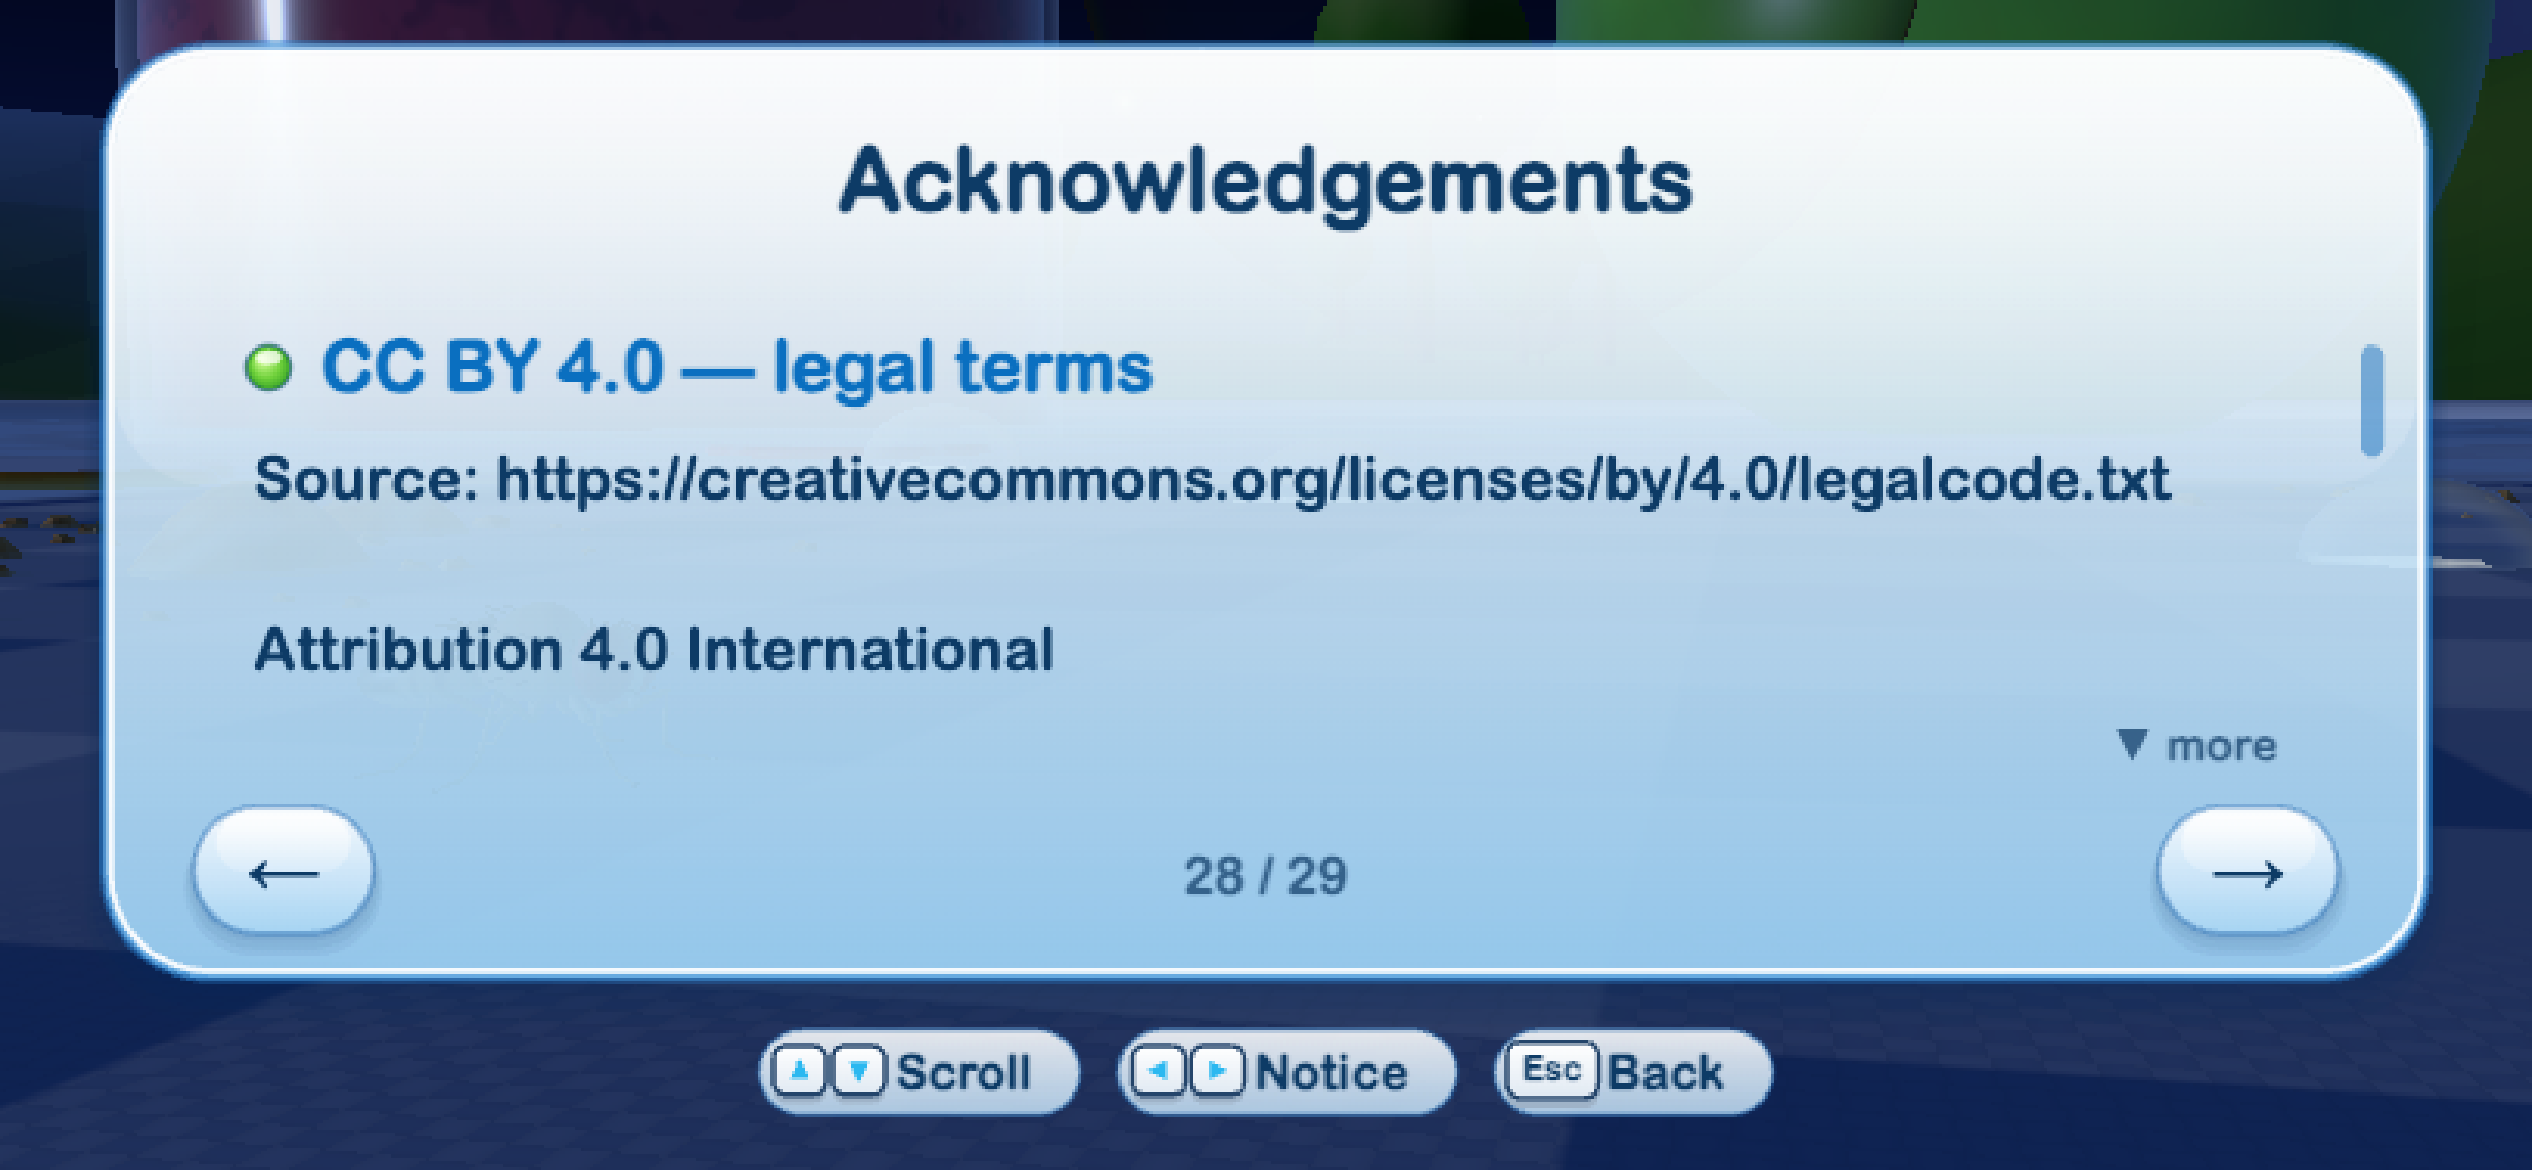 Acknowledgements
CC BY 4.0 — legal terms
Source: https://creativecommons.org/licenses/by/4.0/legalcode.txt
Attribution 4.0 International
▼ more
← 28 / 29 →
▲ ▼ Scroll ◄ ► Notice Esc Back